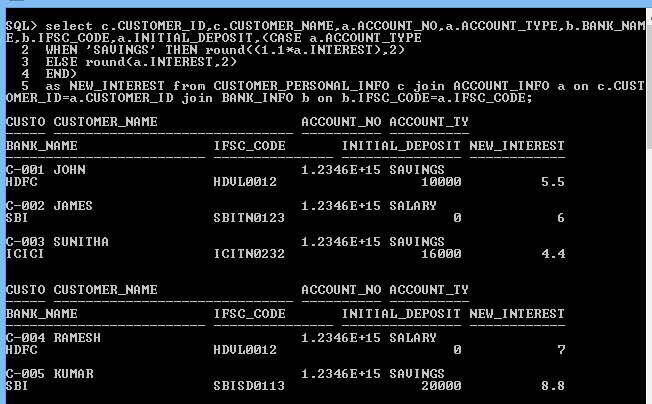 SQL> select c.CUSTOMER_ID,c.CUSTOMER_NAME,a.ACCOUNT_NO,a.ACCOUNT_TYPE,b.BANK_NAM
E,b.IFSC_CODE,a.INITIAL_DEPOSIT,(CASE a.ACCOUNT_TYPE
2 WHEN 'SAVINGS' THEN round((1.1*a.INTEREST),2)
3 ELSE round(a.INTEREST,2)
4 END)
5 as NEW_INTEREST from CUSTOMER_PERSONAL_INFO c join ACCOUNT_INFO a on c.CUST
OMER_ID=a.CUSTOMER_ID join BANK_INFO b on b.IFSC_CODE=a.IFSC_CODE;
CUSTO CUSTOMER_NAME ACCOUNT_NO ACCOUNT_TY
BANK_NAME IFSC_CODE INITIAL_DEPOSIT NEW_INTEREST
C-001 JOHN 1.2346E+15 SAVINGS
HDFC HDVL0012 10000 5.5
C-002 JAMES 1.2346E+15 SALARY
SBI SBITN0123 0 6
C-003 SUNITHA 1.2346E+15 SAVINGS
ICICI ICITN0232 16000 4.4
CUSTO CUSTOMER_NAME ACCOUNT_NO ACCOUNT_TY
BANK_NAME IFSC_CODE INITIAL_DEPOSIT NEW_INTEREST
C-004 RAMESH 1.2346E+15 SALARY
HDFC HDVL0012 0 7
C-005 KUMAR 1.2346E+15 SAVINGS
SBI SBISD0113 20000 8.8